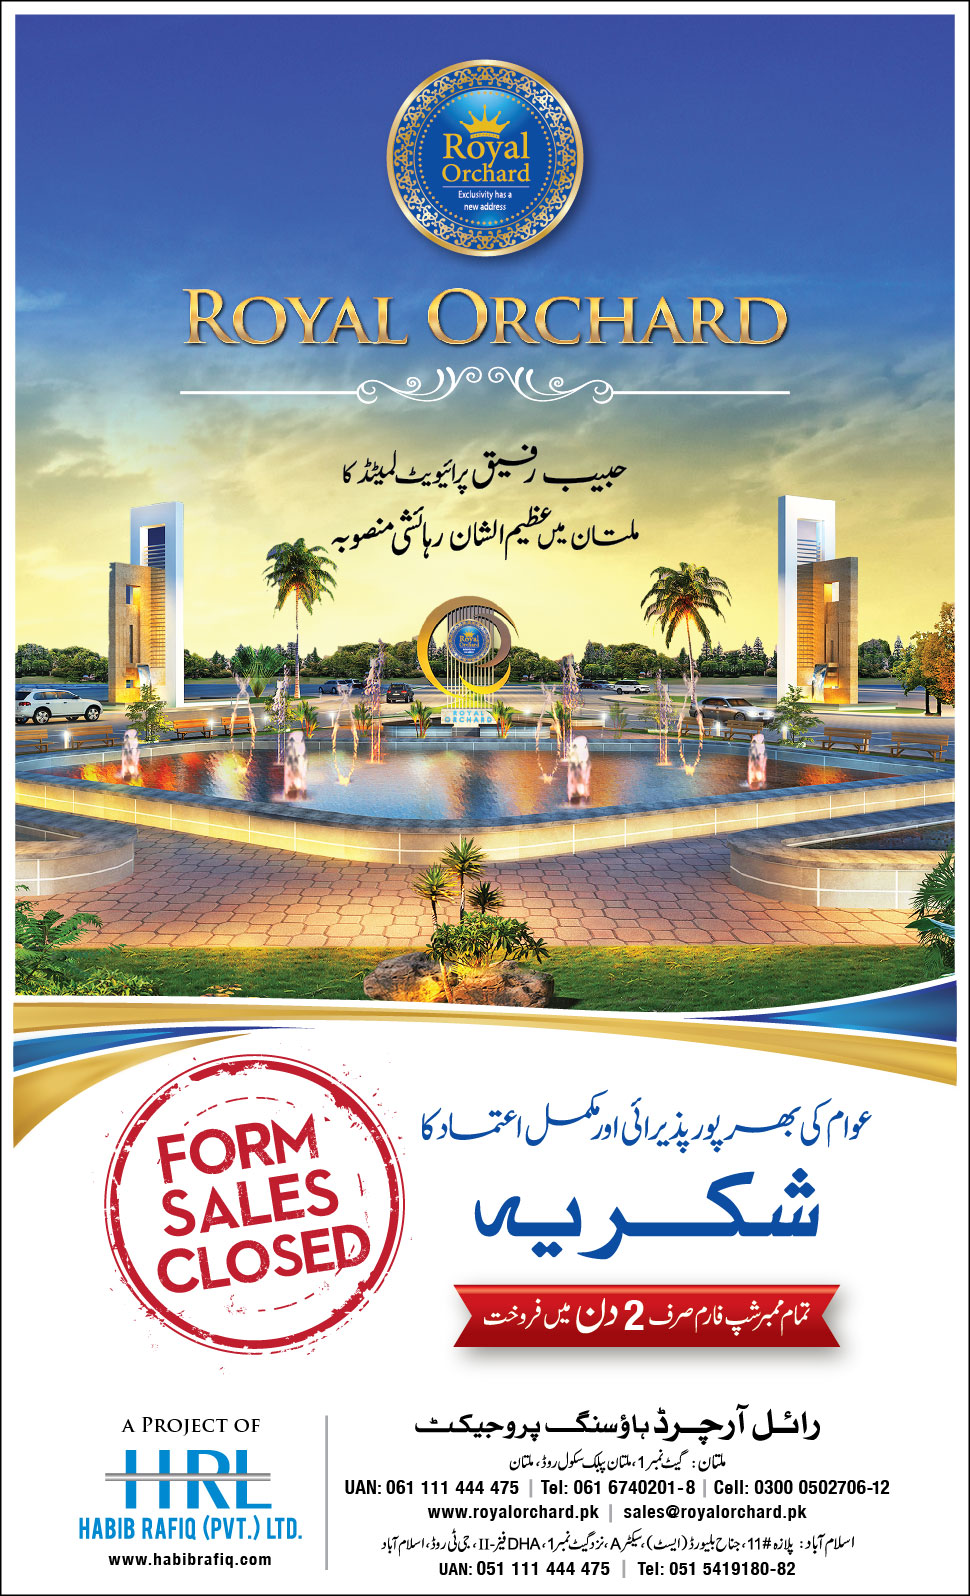 Royal
Orchard
Exclusivity has a
new address
ROYAL ORCHARD
حبیب رفیق پرائیویٹ لمیٹڈ کا
ملتان میں عظیم الشان رہائشی منصوبہ
Royal
Orchard
ROYAL
ORCHARD
FORM
SALES
CLOSED
عوام کی بھرپور پذیرائی اور مکمل اعتماد کا
شکریہ
تمام ممبرشپ فارم صرف 2 دن میں فروخت
A PROJECT OF
HRL
HABIB RAFIQ (PVT.) LTD.
www.habibrafiq.com
رائل آرچرڈ ہاؤسنگ پروجیکٹ
ملتان: گیٹ نمبر 1، ملتان پبلک سکول روڈ، ملتان
UAN: 061 111 444 475 | Tel: 061 6740201-8 | Cell: 0300 0502706-12
www.royalorchard.pk | sales@royalorchard.pk
اسلام آباد: پلازہ #11، جناح بلیورڈ (ایسٹ)، سیکٹر A، نزد گیٹ نمبر 1، DHA فیز-II، جی ٹی روڈ، اسلام آباد
UAN: 051 111 444 475 | Tel: 051 5419180-82